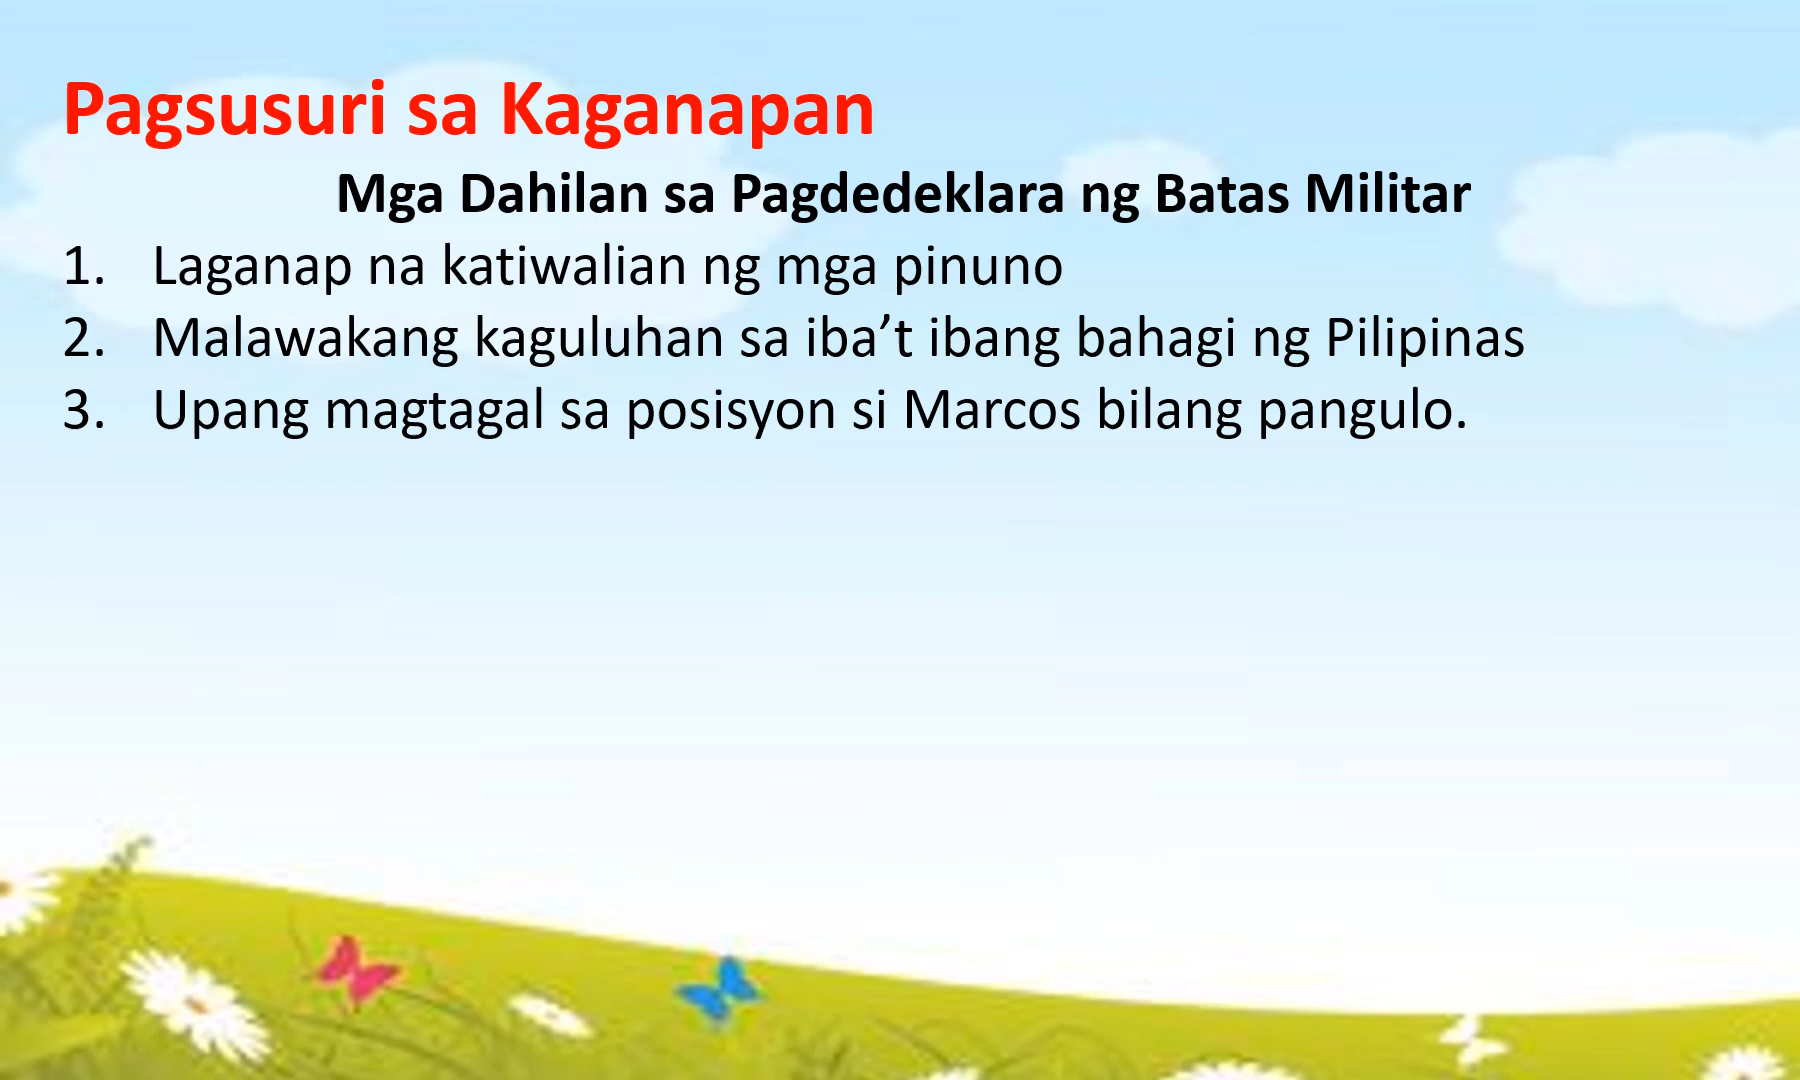 Pagsusuri sa Kaganapan
Mga Dahilan sa Pagdedeklara ng Batas Militar
1. Laganap na katiwalian ng mga pinuno
2. Malawakang kaguluhan sa iba’t ibang bahagi ng Pilipinas
3. Upang magtagal sa posisyon si Marcos bilang pangulo.